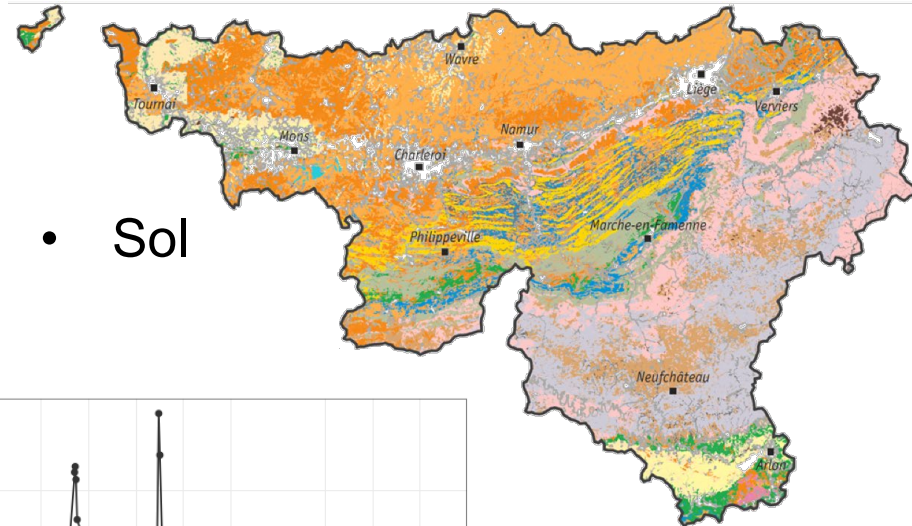 Wavre
Liège
Tournai
Verviers
Mons
Namur
Charleroi
Marche-en-Famenne
Philippeville
• Sol
Neufchâteau
Arlon